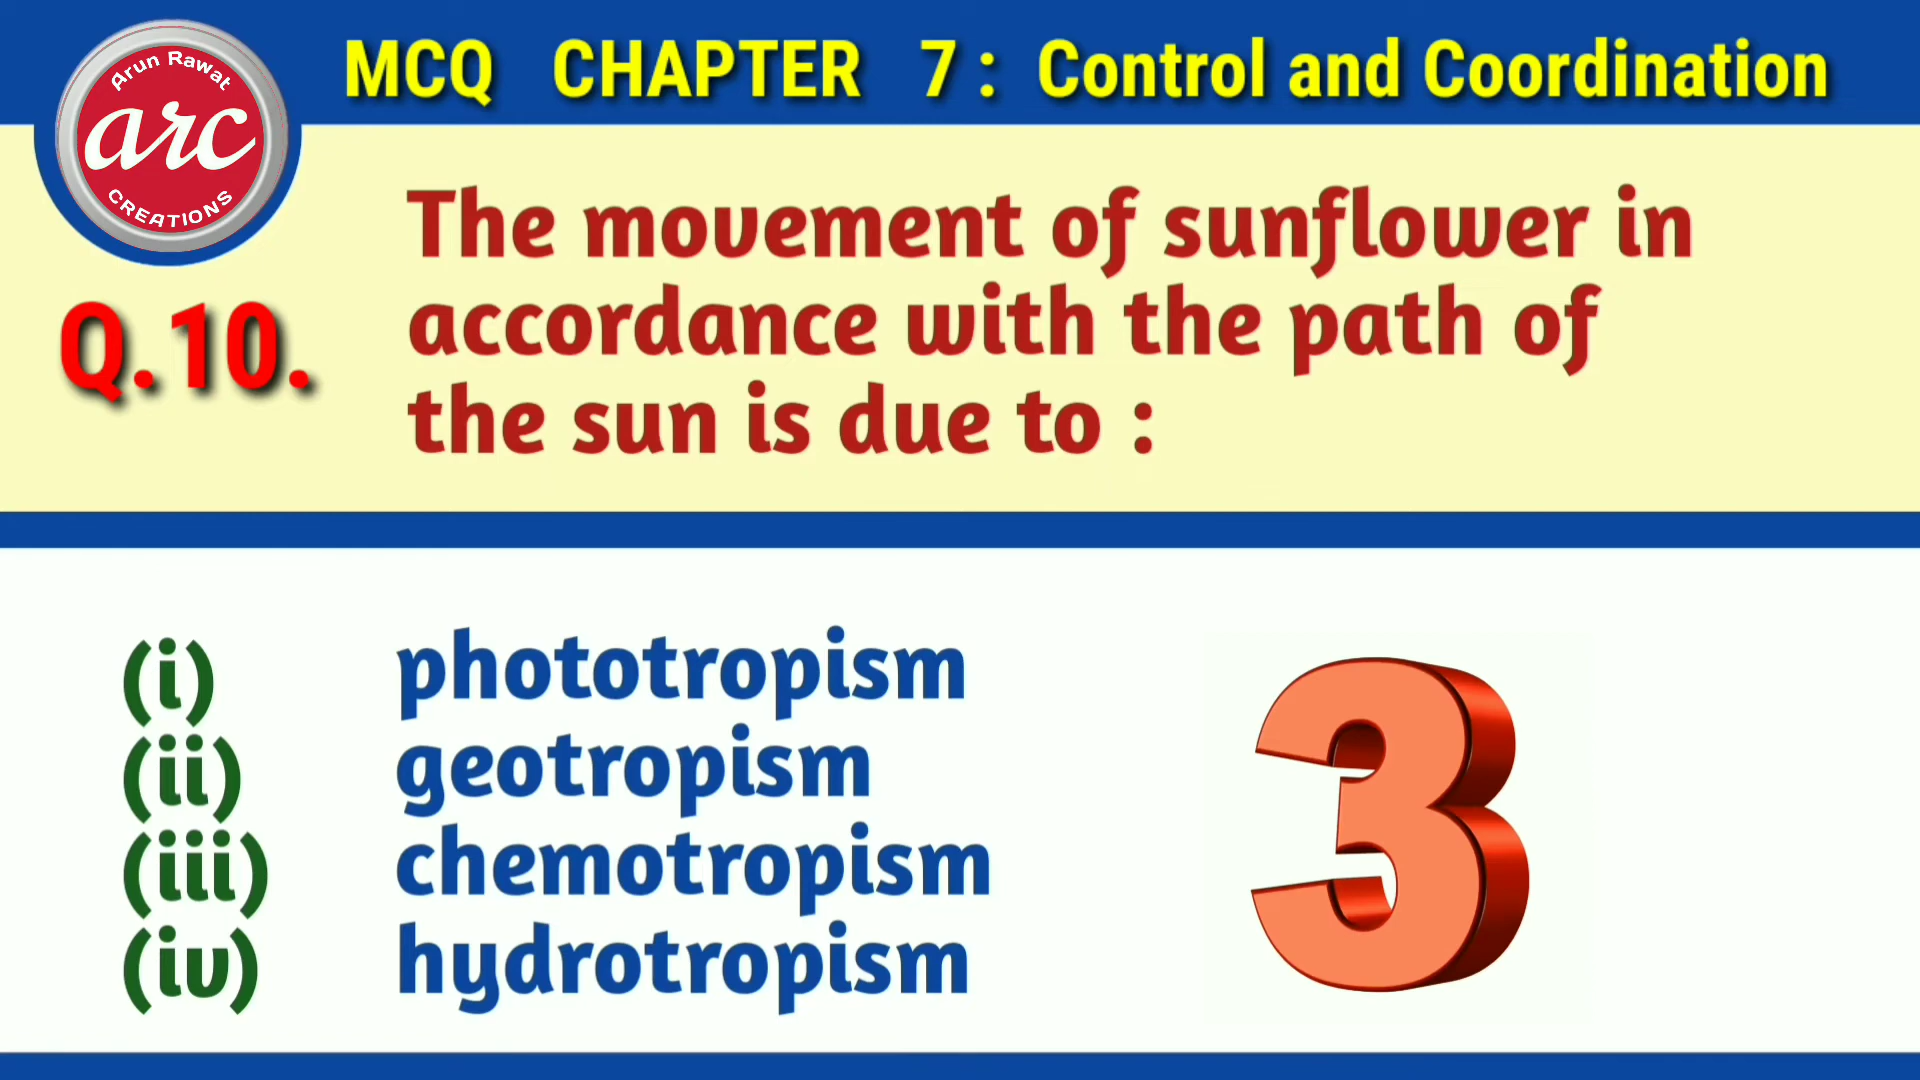 Arun Rawat
arc
CREATIONS
MCQ CHAPTER 7 : Control and Coordination
Q.10.
The movement of sunflower in
accordance with the path of
the sun is due to :
(i) phototropism
(ii) geotropism
(iii) chemotropism
(iv) hydrotropism
3